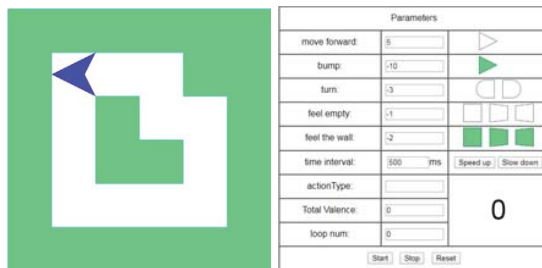 Parameters
move forward: 5
bump: -10
turn: -3
feel empty: -1
feel the wall: -2
time interval: 500 ms Speed up Slow down
actionType:
Total Valence: 0
loop num: 0
0
Start Stop Reset